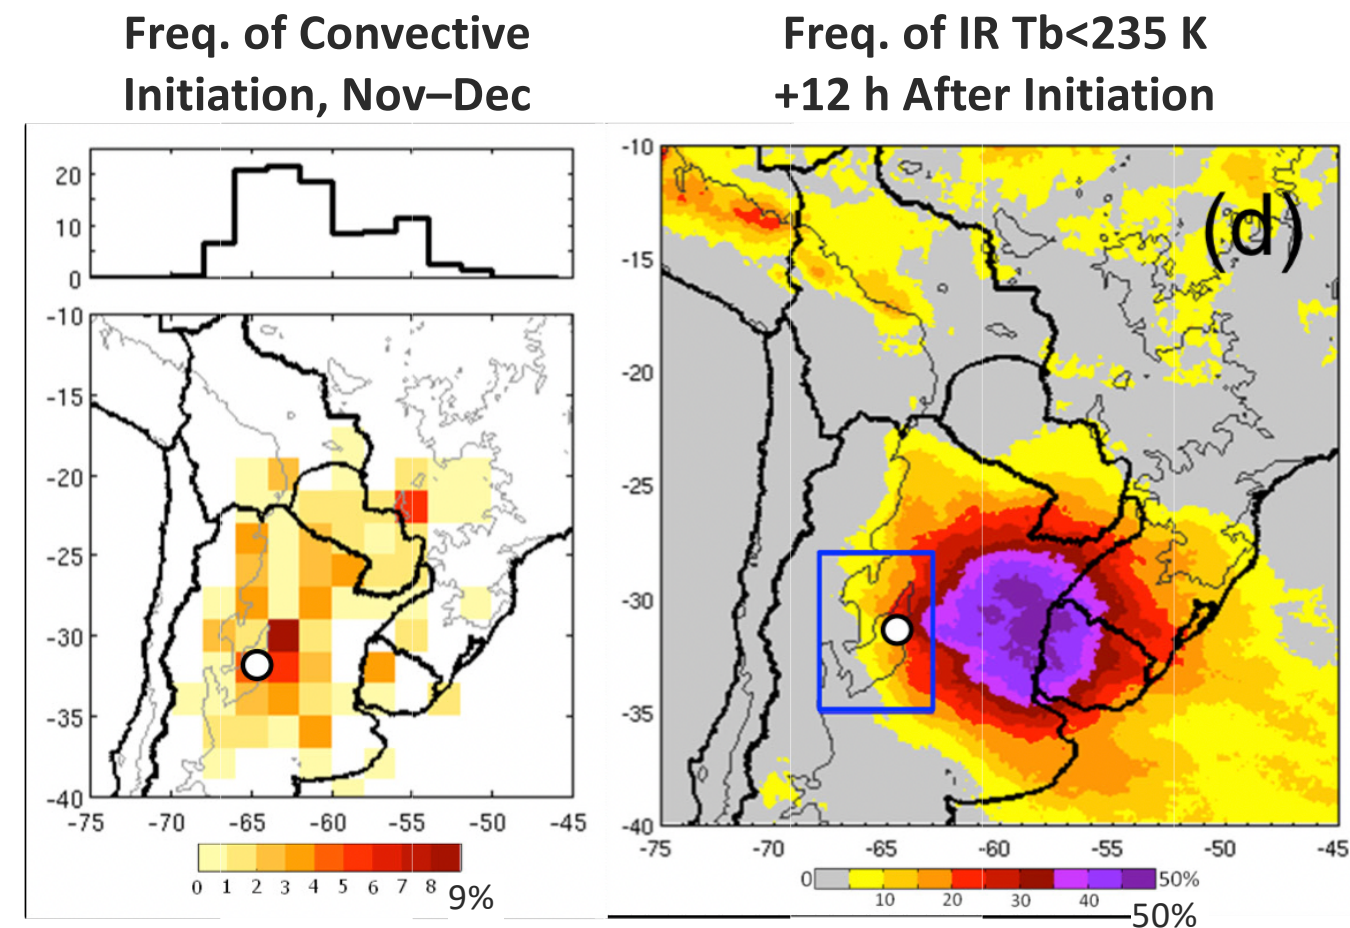 Freq. of Convective
Initiation, Nov–Dec
20
10
0
-10
-15
-20
-25
-30
-35
-40
-75 -70 -65 -60 -55 -50 -45
0 1 2 3 4 5 6 7 8
9%
Freq. of IR Tb<235 K
+12 h After Initiation
(d)
-10
-15
-20
-25
-30
-35
-40
-75 -70 -65 -60 -55 -50 -45
0 50%
10 20 30 40
50%